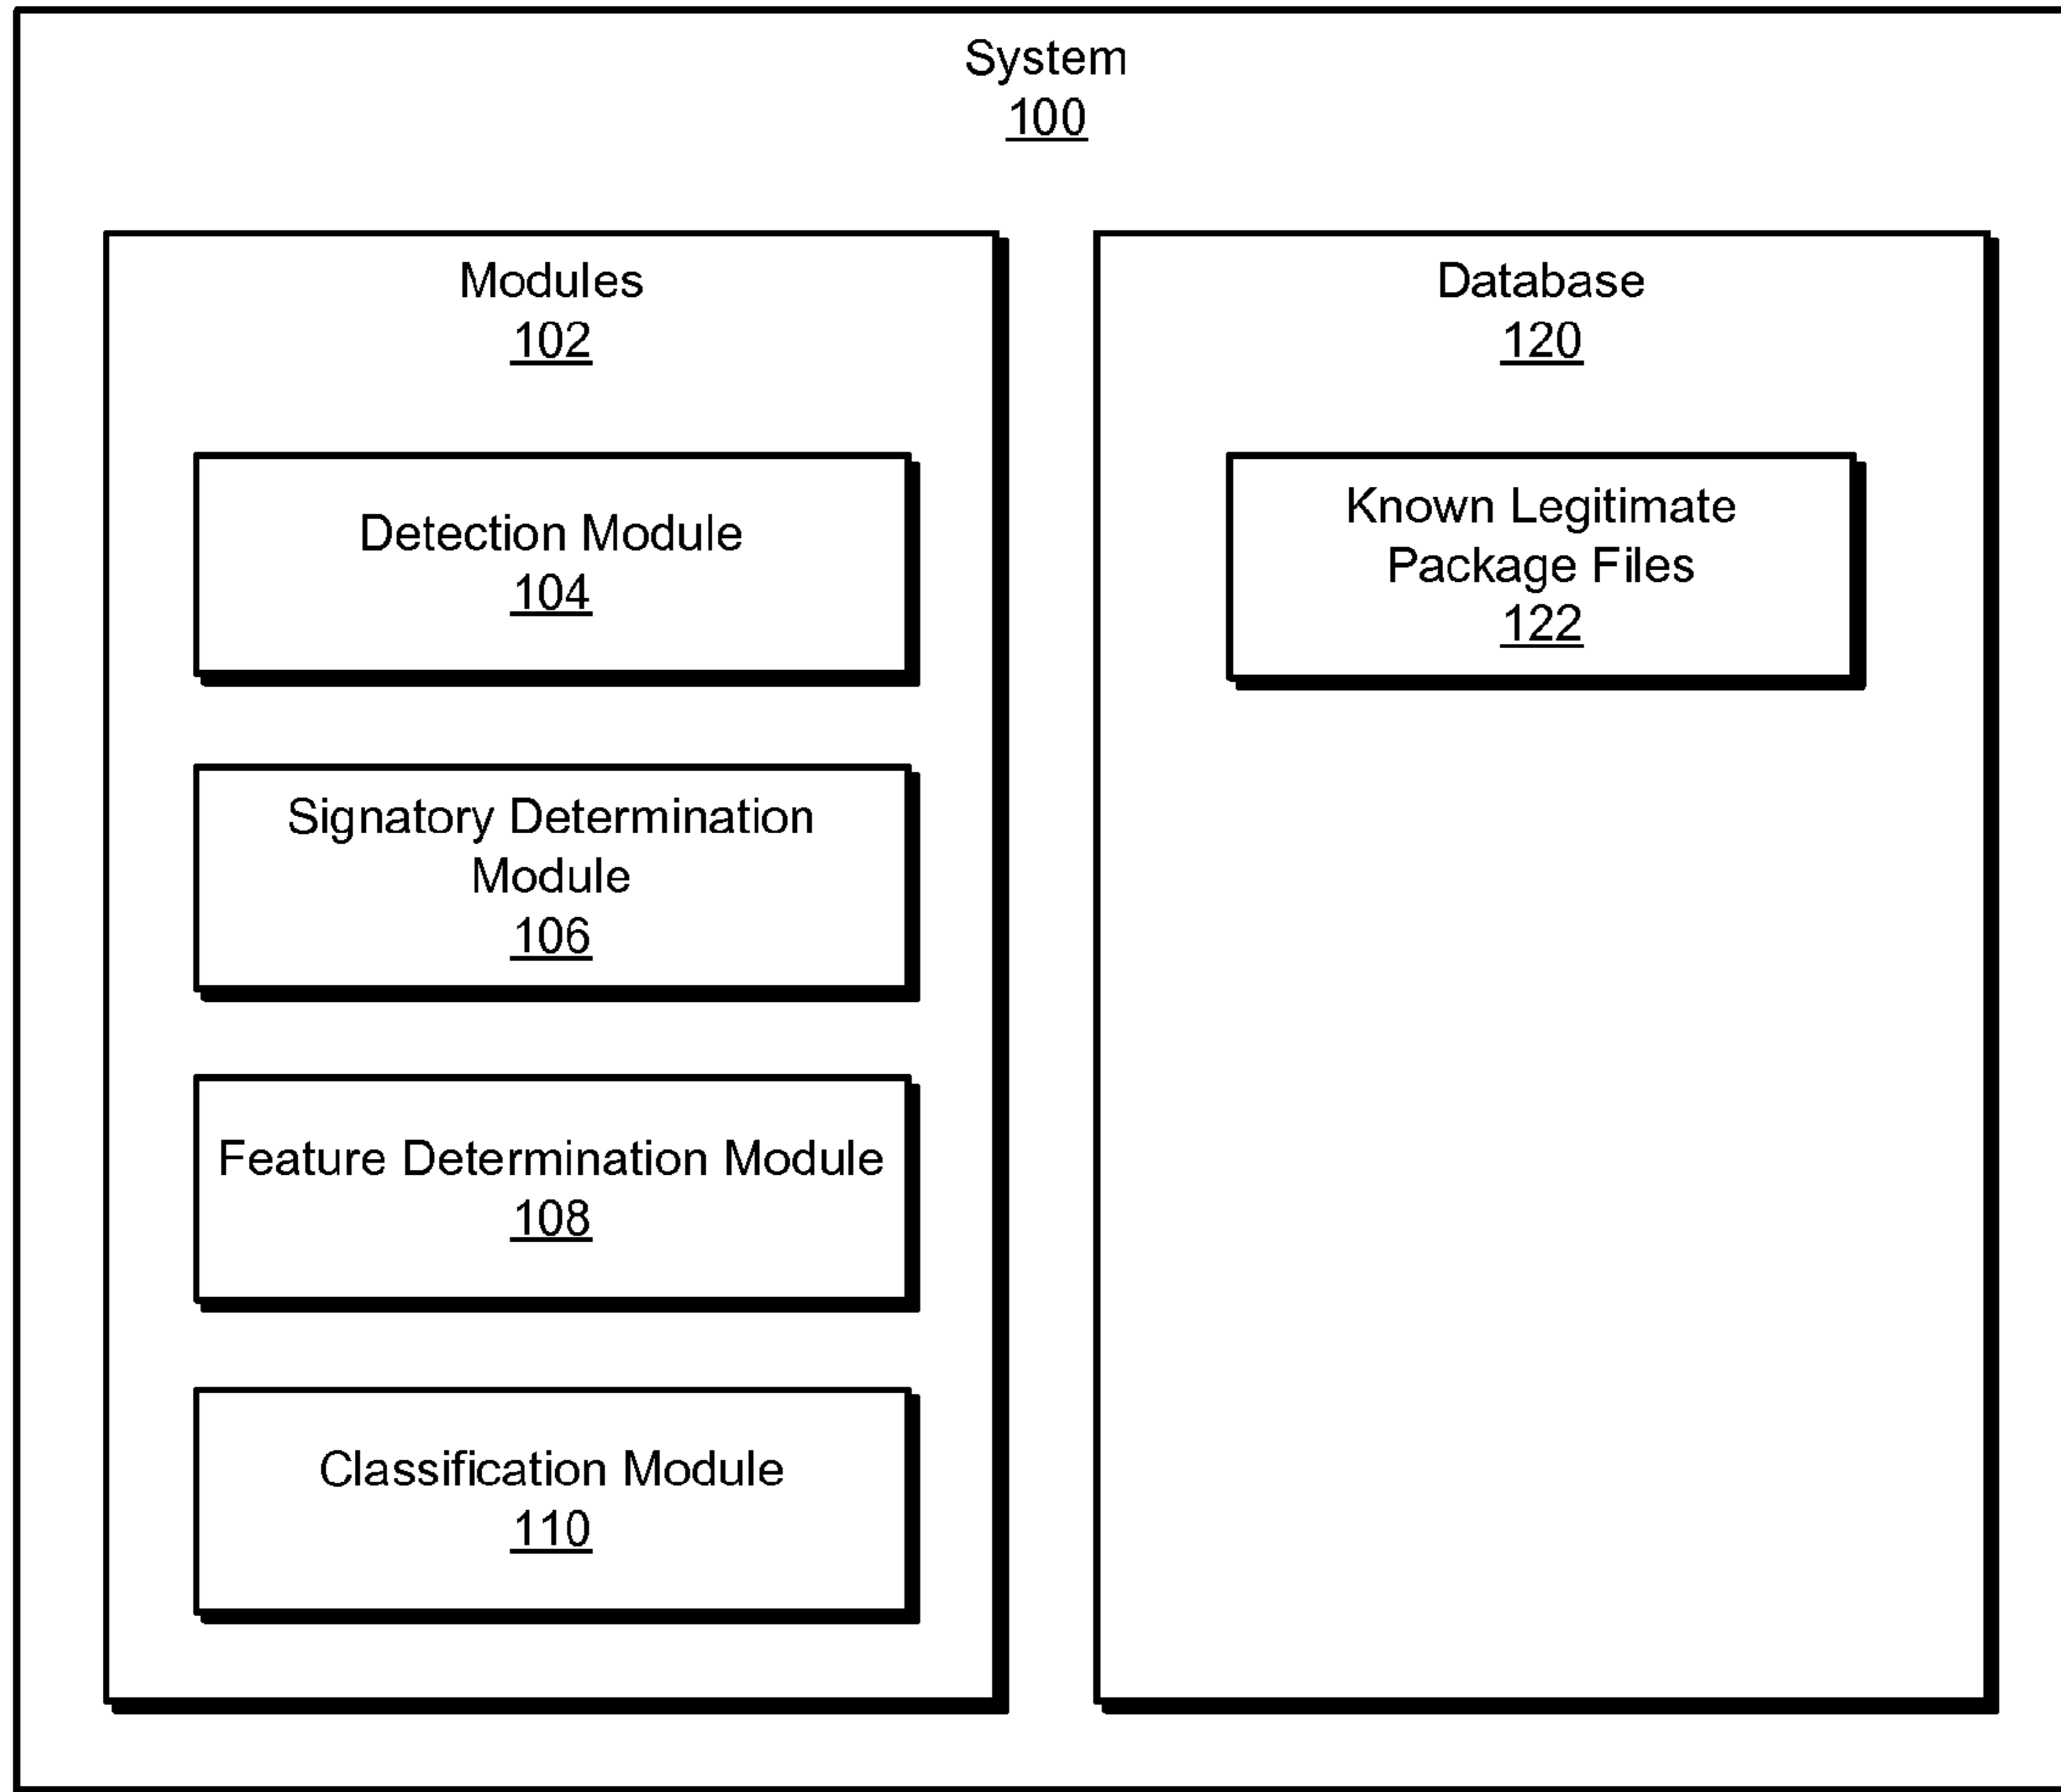 System
100
Modules
102
Detection Module
104
Signatory Determination
Module
106
Feature Determination Module
108
Classification Module
110
Database
120
Known Legitimate
Package Files
122